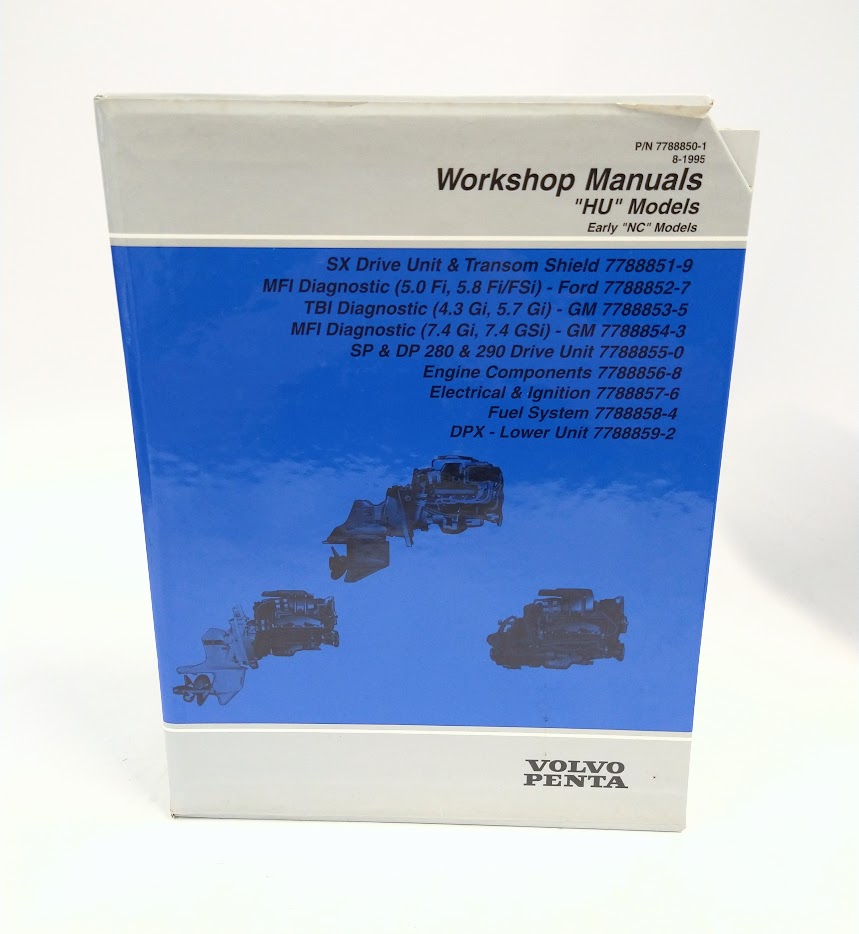 P/N 7788850-1
8-1995
Workshop Manuals
"HU" Models
Early "NC" Models
SX Drive Unit & Transom Shield 7788851-9
MFI Diagnostic (5.0 Fi, 5.8 Fi/FSi) - Ford 7788852-7
TBI Diagnostic (4.3 Gi, 5.7 Gi) - GM 7788853-5
MFI Diagnostic (7.4 Gi, 7.4 GSi) - GM 7788854-3
SP & DP 280 & 290 Drive Unit 7788855-0
Engine Components 7788856-8
Electrical & Ignition 7788857-6
Fuel System 7788858-4
DPX - Lower Unit 7788859-2
VOLVO
PENTA